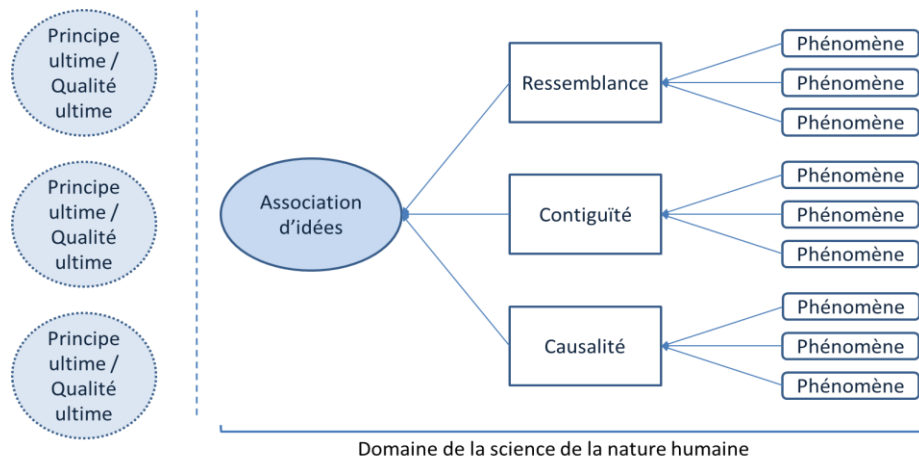 Principe
ultime /
Qualité
ultime
Principe
ultime /
Qualité
ultime
Principe
ultime /
Qualité
ultime
Association
d'idées
Ressemblance
Contiguïté
Causalité
Phénomène
Phénomène
Phénomène
Phénomène
Phénomène
Phénomène
Phénomène
Phénomène
Phénomène
Domaine de la science de la nature humaine